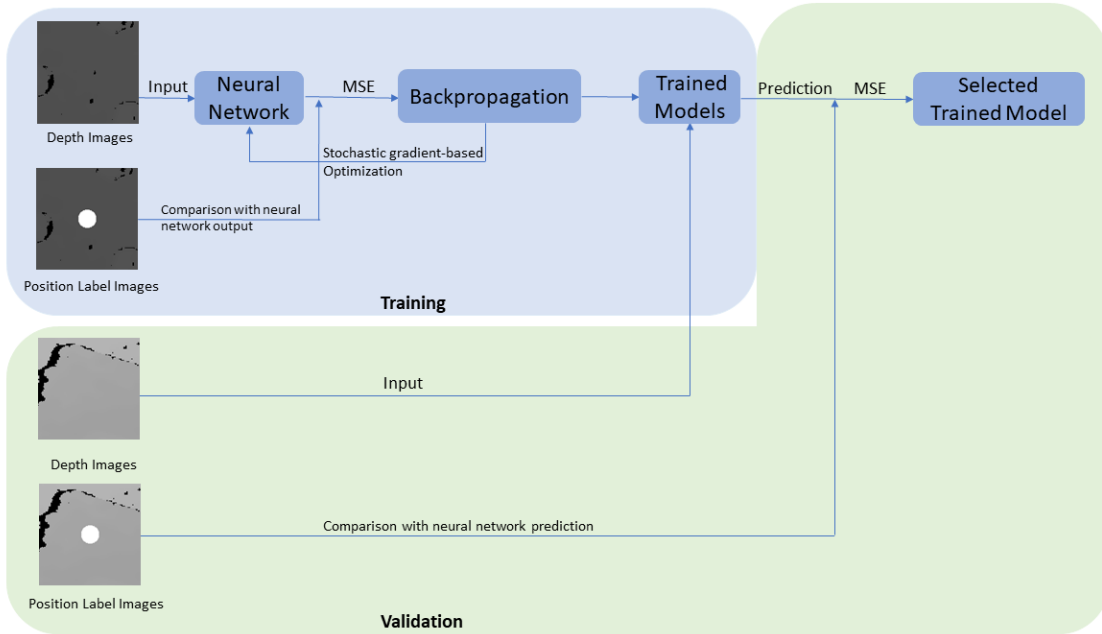 Depth Images
Input
Neural
Network
MSE
Backpropagation
Trained
Models
Prediction
MSE
Selected
Trained Model
Stochastic gradient-based
Optimization
Comparison with neural
network output
Position Label Images
Training
Input
Depth Images
Comparison with neural network prediction
Position Label Images
Validation